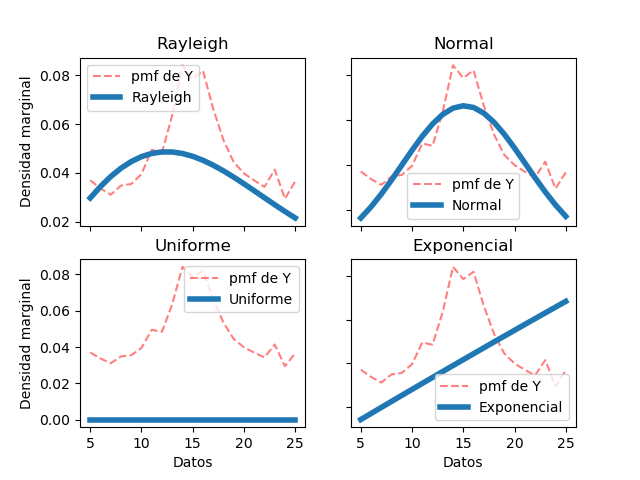 Rayleigh
Normal
0.08
0.06
0.04
0.02
Densidad marginal
pmf de Y
Rayleigh
pmf de Y
Normal
Uniforme
Exponencial
0.08
0.06
0.04
0.02
0.00
Densidad marginal
pmf de Y
Uniforme
pmf de Y
Exponencial
5 10 15 20 25
5 10 15 20 25
Datos
Datos